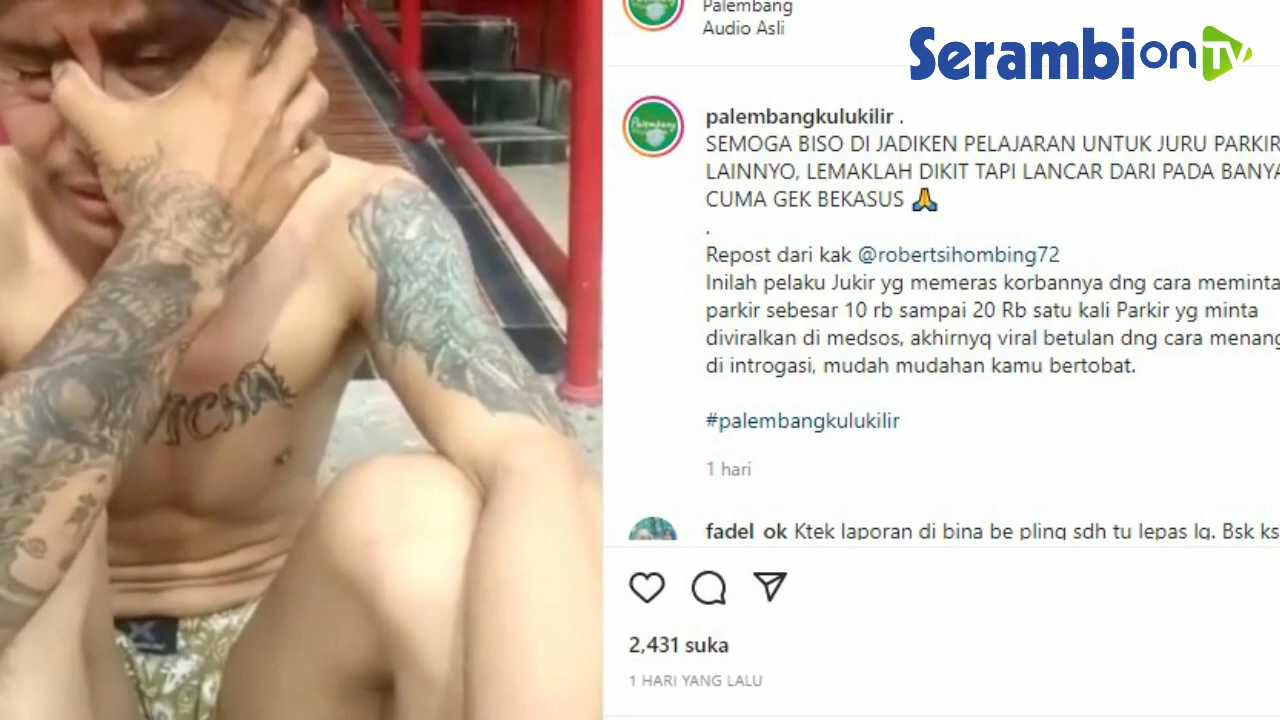 Palembang
Audio Asli
Serambi on TV
palembangkulukilir .
SEMOGA BISO DI JADIKEN PELAJARAN UNTUK JURU PARKIR
LAINNYO, LEMAKLAH DIKIT TAPI LANCAR DARI PADA BANYA
CUMA GEK BEKASUS 🙏
.
Repost dari kak @robertsihombing72
Inilah pelaku Jukir yg memeras korbannya dng cara meminta
parkir sebesar 10 rb sampai 20 Rb satu kali Parkir yg minta
diviralkan di medsos, akhirnyq viral betulan dng cara menang
di introgasi, mudah mudahan kamu bertobat.
#palembangkulukilir
1 hari
fadel_ok Ktek laporan di bina be pling sdh tu lepas lg. Bsk ks
2,431 suka
1 HARI YANG LALU